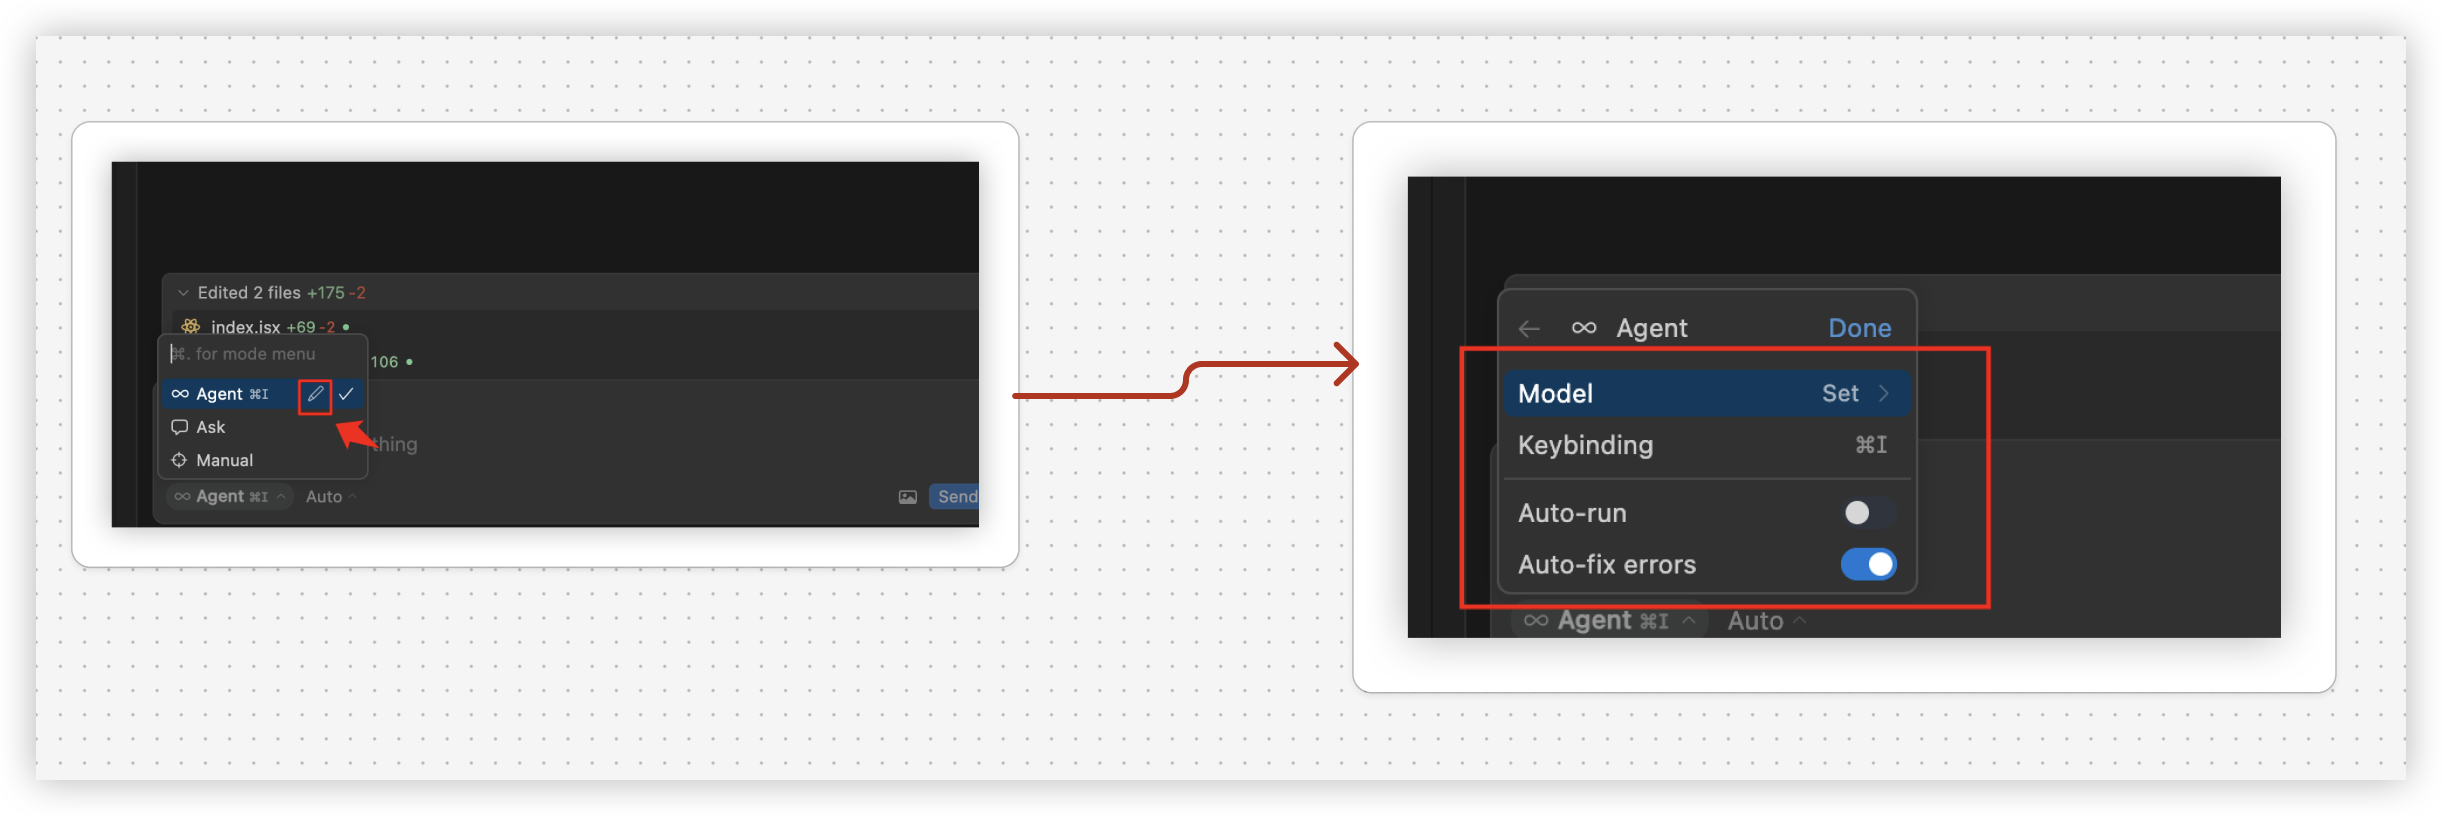 Edited 2 files +175 -2
index.jsx +69 -2
⌘. for mode menu
106
Agent ⌘I
Ask
thing
Manual
Agent ⌘I Auto
Send
Agent Done
Model Set
Keybinding ⌘I
Auto-run
Auto-fix errors
Agent ⌘I Auto